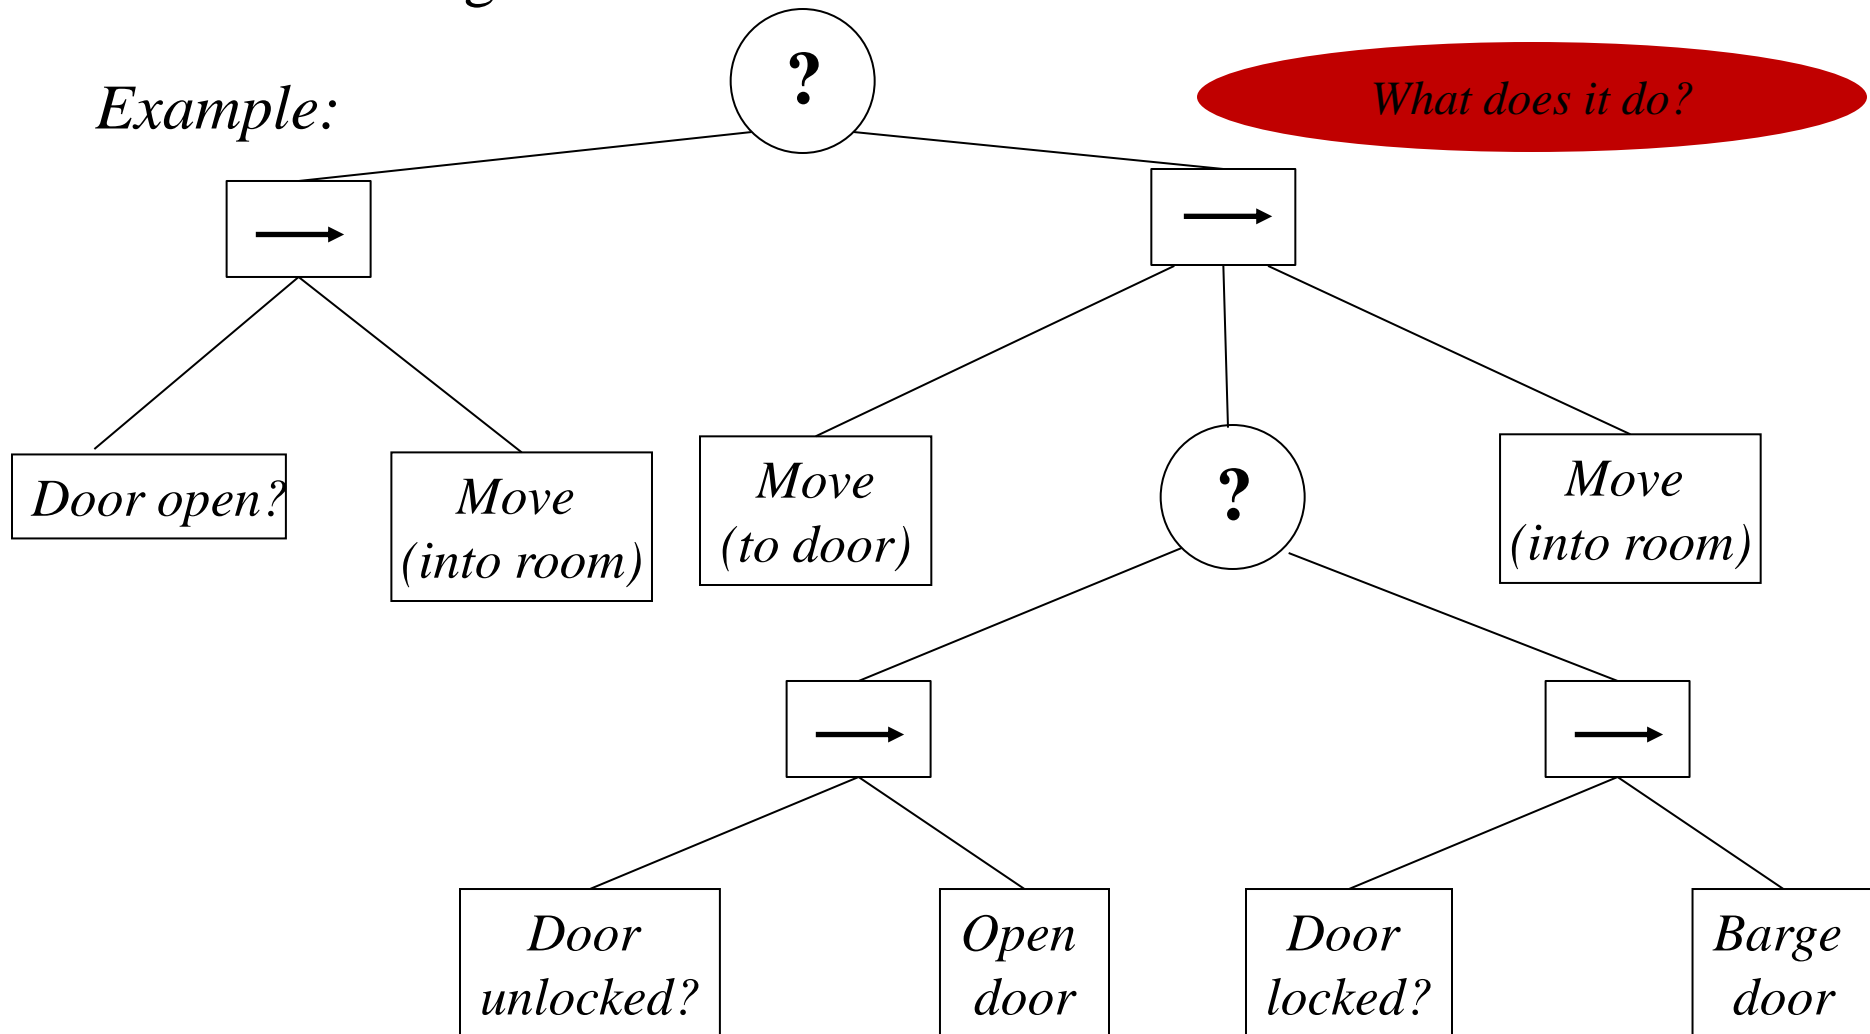 g
?
Example:
What does it do?
Door open?
Move
(into room)
Move
(to door)
?
Move
(into room)
Door
unlocked?
Open
door
Door
locked?
Barge
door